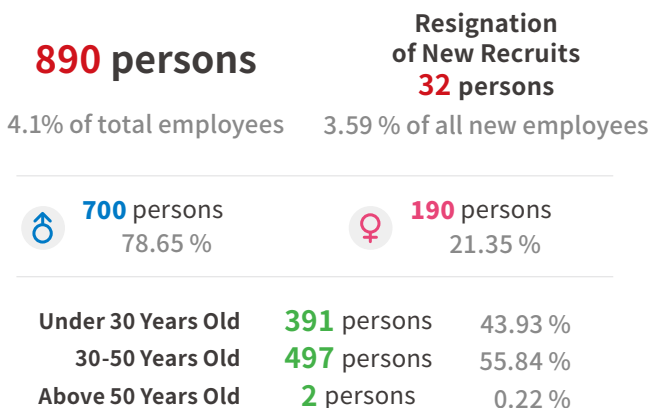 890 persons
4.1% of total employees
Resignation
of New Recruits
32 persons
3.59 % of all new employees
700 persons
78.65 %
190 persons
21.35 %
Under 30 Years Old 391 persons 43.93 %
30-50 Years Old 497 persons 55.84 %
Above 50 Years Old 2 persons 0.22 %